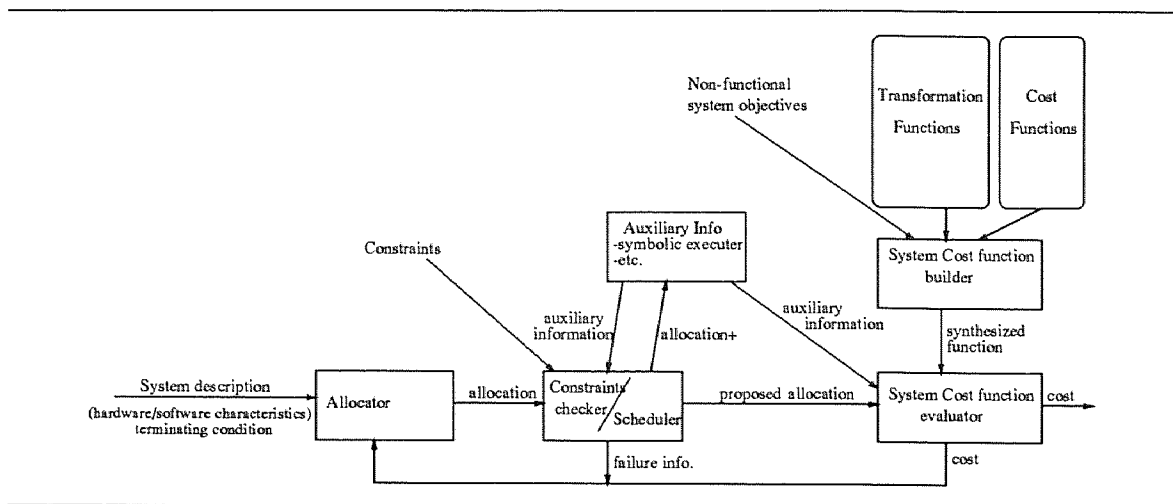 Non-functional
system objectives
Transformation
Functions
Cost
Functions
Auxiliary Info
-symbolic executer
-etc.
Constraints
System Cost function
builder
auxiliary
information
allocation+
auxiliary
information
synthesized
function
System description
(hardware/software characteristics)
terminating condition
Allocator
allocation
Constraints
checker
Scheduler
proposed allocation
System Cost function
evaluator
cost
failure info.
cost